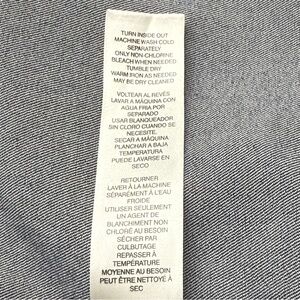 TURN INSIDE OUT
MACHINE WASH COLD
SEPARATELY
ONLY NON-CHLORINE
BLEACH WHEN NEEDED
TUMBLE DRY
WARM IRON AS NEEDED
MAY BE DRY CLEANED
VOLTEAR AL REVÉS
LAVAR A MÁQUINA CON
AGUA FRIA POR
SEPARADO
USAR BLANQUEADOR
SIN CLORO CUANDO SE
NECESITE.
SECAR A MÁQUINA
PLANCHAR A BAJA
TEMPERATURA
PUEDE LAVARSE EN
SECO
RETOURNER
LAVER À LA MACHINE
SÉPARÉMENT À L'EAU
FROIDE
UTILISER SEULEMENT
UN AGENT DE
BLANCHIMENT NON
CHLORÉ AU BESOIN
SÉCHER PAR
CULBUTAGE
REPASSER À
TEMPÉRATURE
MOYENNE AU BESOIN
PEUT ÊTRE NETTOYÉ À
SEC